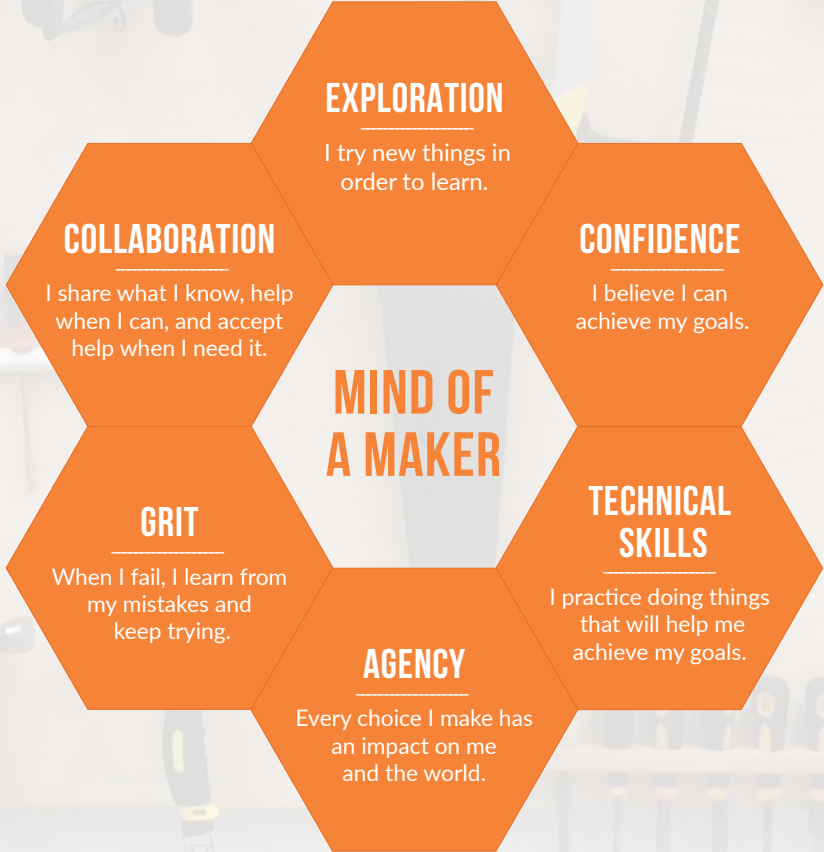 EXPLORATION
I try new things in
order to learn.
COLLABORATION
I share what I know, help
when I can, and accept
help when I need it.
CONFIDENCE
I believe I can
achieve my goals.
MIND OF
A MAKER
GRIT
When I fail, I learn from
my mistakes and
keep trying.
TECHNICAL
SKILLS
I practice doing things
that will help me
achieve my goals.
AGENCY
Every choice I make has
an impact on me
and the world.